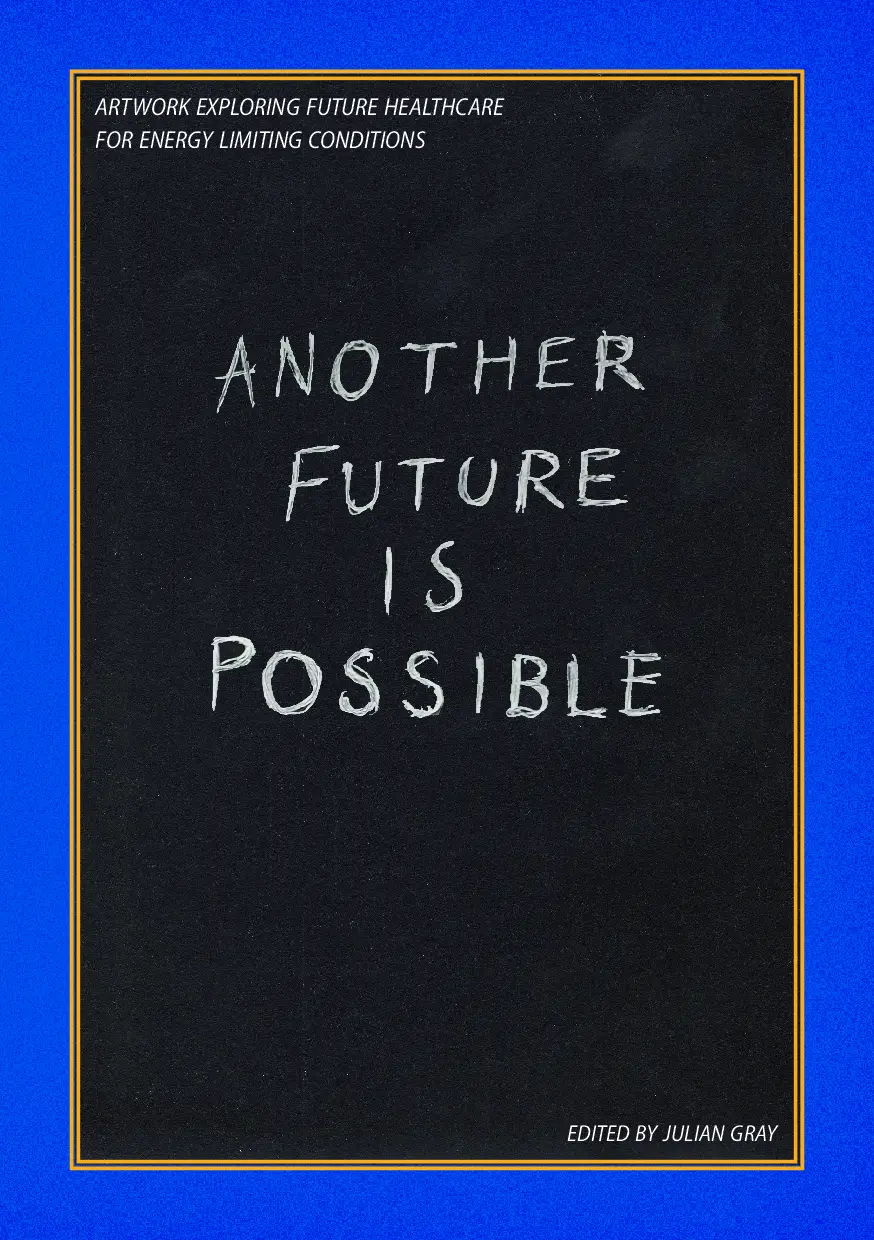 ARTWORK EXPLORING FUTURE HEALTHCARE
FOR ENERGY LIMITING CONDITIONS
ANOTHER
FUTURE
IS
POSSIBLE
EDITED BY JULIAN GRAY